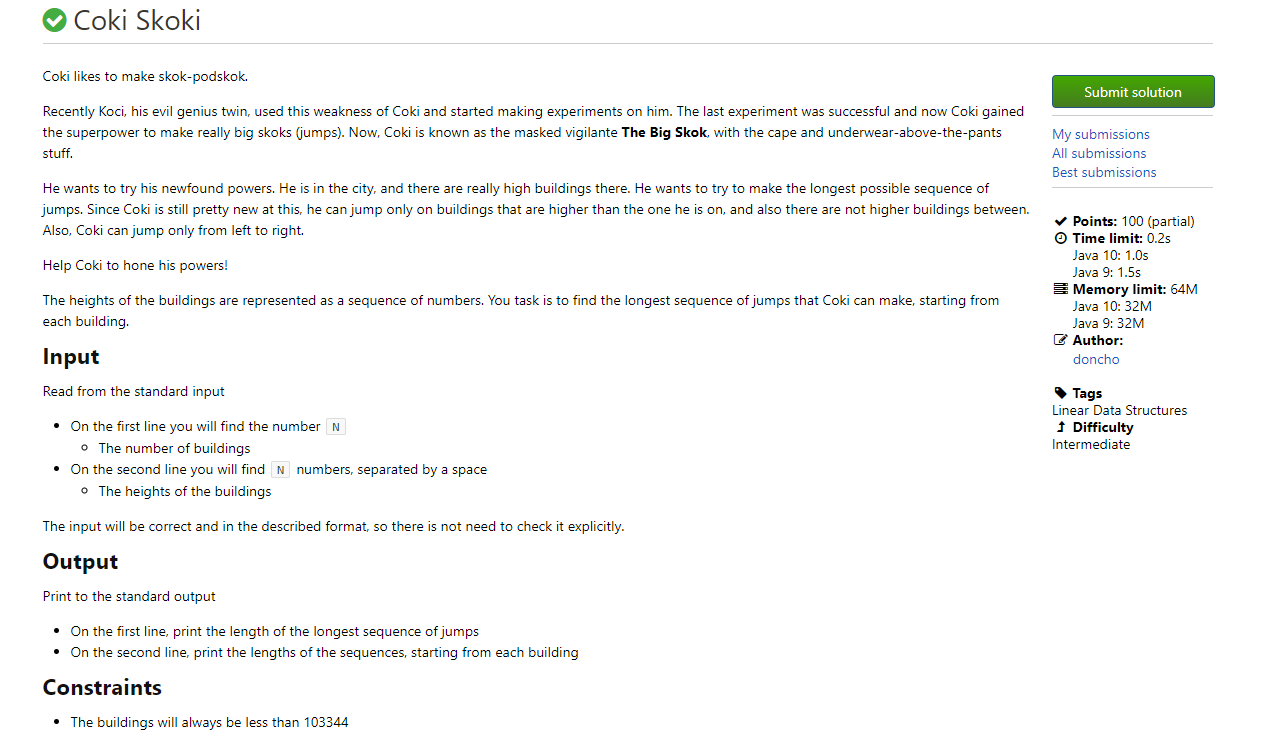 Coki Skoki
Coki likes to make skok-podskok.
Recently Koci, his evil genius twin, used this weakness of Coki and started making experiments on him. The last experiment was successful and now Coki gained
the superpower to make really big skoks (jumps). Now, Coki is known as the masked vigilante The Big Skok, with the cape and underwear-above-the-pants
stuff.
He wants to try his newfound powers. He is in the city, and there are really high buildings there. He wants to try to make the longest possible sequence of
jumps. Since Coki is still pretty new at this, he can jump only on buildings that are higher than the one he is on, and also there are not higher buildings between.
Also, Coki can jump only from left to right.
Help Coki to hone his powers!
The heights of the buildings are represented as a sequence of numbers. You task is to find the longest sequence of jumps that Coki can make, starting from
each building.
Input
Read from the standard input
On the first line you will find the number N
The number of buildings
On the second line you will find N numbers, separated by a space
The heights of the buildings
The input will be correct and in the described format, so there is not need to check it explicitly.
Output
Print to the standard output
On the first line, print the length of the longest sequence of jumps
On the second line, print the lengths of the sequences, starting from each building
Constraints
The buildings will always be less than 103344
Submit solution
My submissions
All submissions
Best submissions
Points: 100 (partial)
Time limit: 0.2s
Java 10: 1.0s
Java 9: 1.5s
Memory limit: 64M
Java 10: 32M
Java 9: 32M
Author:
doncho
Tags
Linear Data Structures
Difficulty
Intermediate